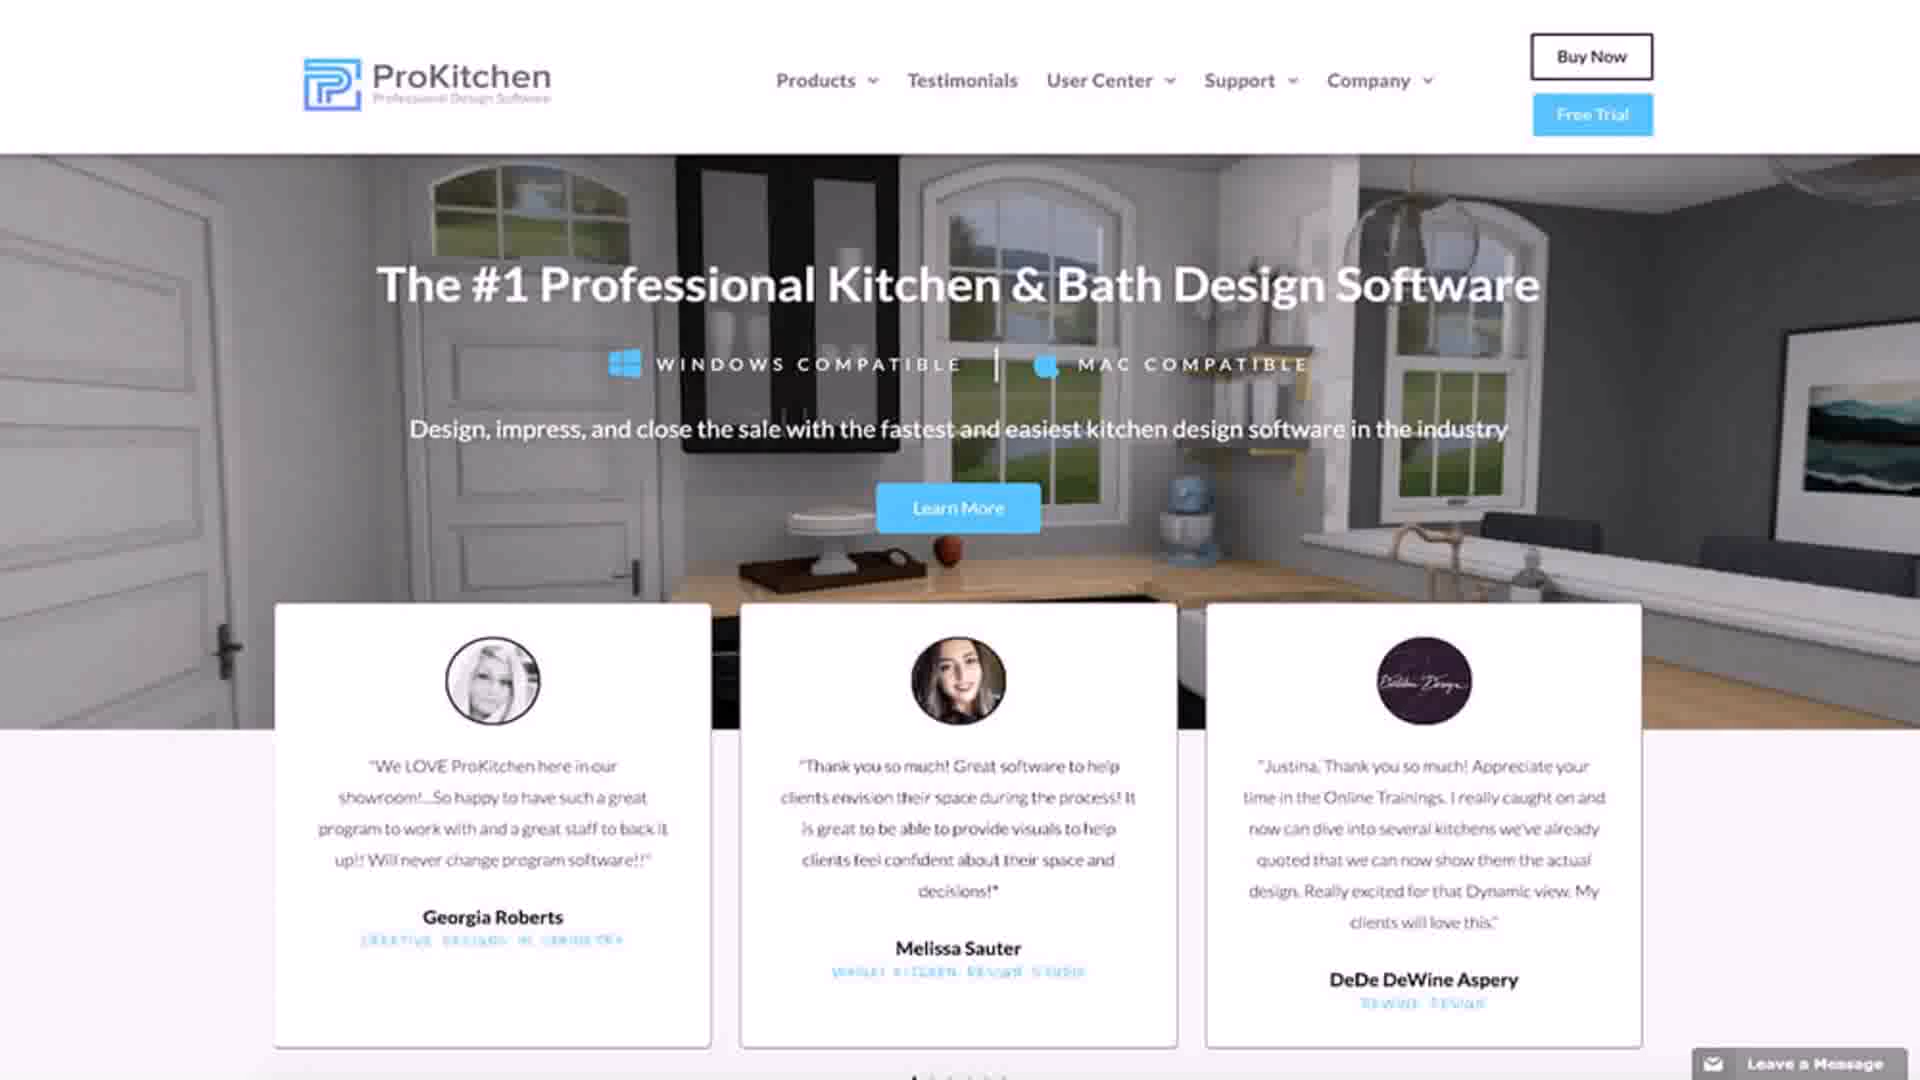 ProKitchen
Professional Design Software
Products
Testimonials
User Center
Support
Company
Buy Now
Free Trial
The #1 Professional Kitchen & Bath Design Software
WINDOWS COMPATIBLE | MAC COMPATIBLE
Design, impress, and close the sale with the fastest and easiest kitchen design software in the industry
Learn More
"We LOVE ProKitchen here in our
showroom!...So happy to have such a great
program to work with and a great staff to back it
up!! Will never change program software!!"
Georgia Roberts
"Thank you so much! Great software to help
clients envision their space during the process! It
is great to be able to provide visuals to help
clients feel confident about their space and
decisions!"
Melissa Sauter
KITCHEN DESIGN STUDIO
"Justina, Thank you so much! Appreciate your
time in the Online Trainings. I really caught on and
now can dive into several kitchens we've already
quoted that we can now show them the actual
design. Really excited for that Dynamic view. My
clients will love this."
DeDe DeWine Aspery
DEWINE DESIGN
Leave a Message